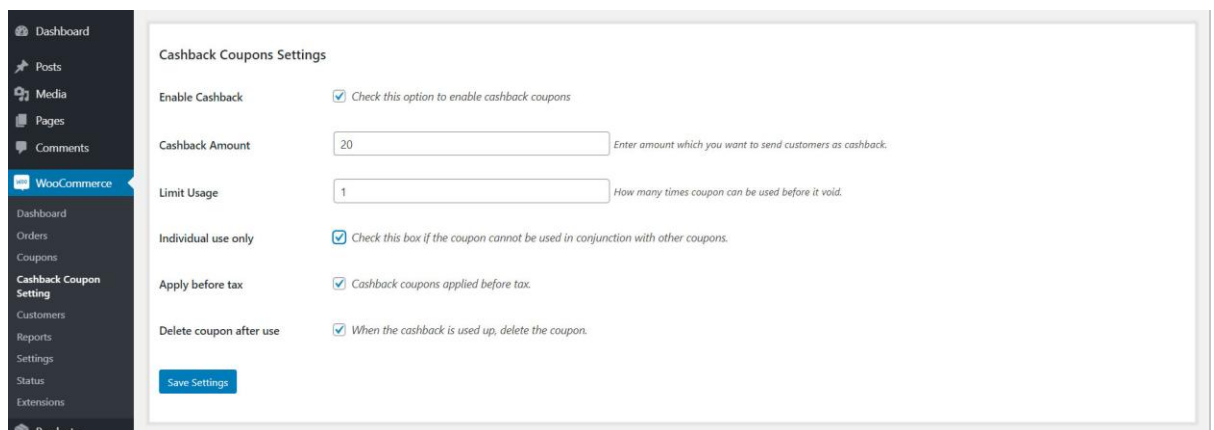 Dashboard
Posts
Media
Pages
Comments
WooCommerce
Dashboard
Orders
Coupons
Cashback Coupon
Setting
Customers
Reports
Settings
Status
Extensions
Cashback Coupons Settings
Enable Cashback Check this option to enable cashback coupons
Cashback Amount 20 Enter amount which you want to send customers as cashback.
Limit Usage 1 How many times coupon can be used before it void.
Individual use only Check this box if the coupon cannot be used in conjunction with other coupons.
Apply before tax Cashback coupons applied before tax.
Delete coupon after use When the cashback is used up, delete the coupon.
Save Settings